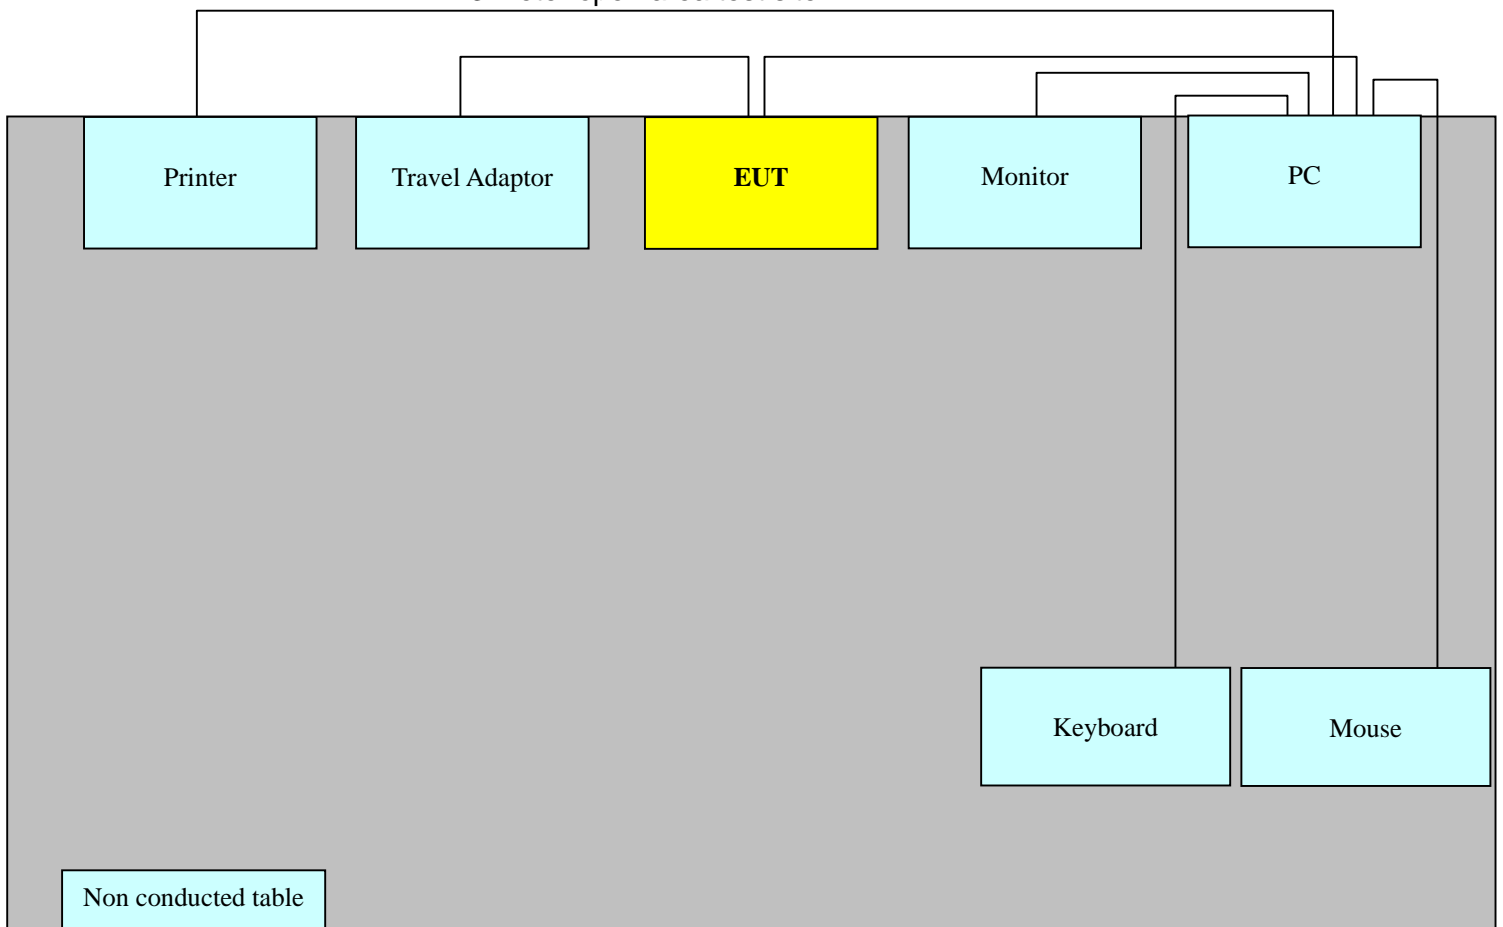 Printer
Travel Adaptor
EUT
Monitor
PC
Keyboard
Mouse
Non conducted table